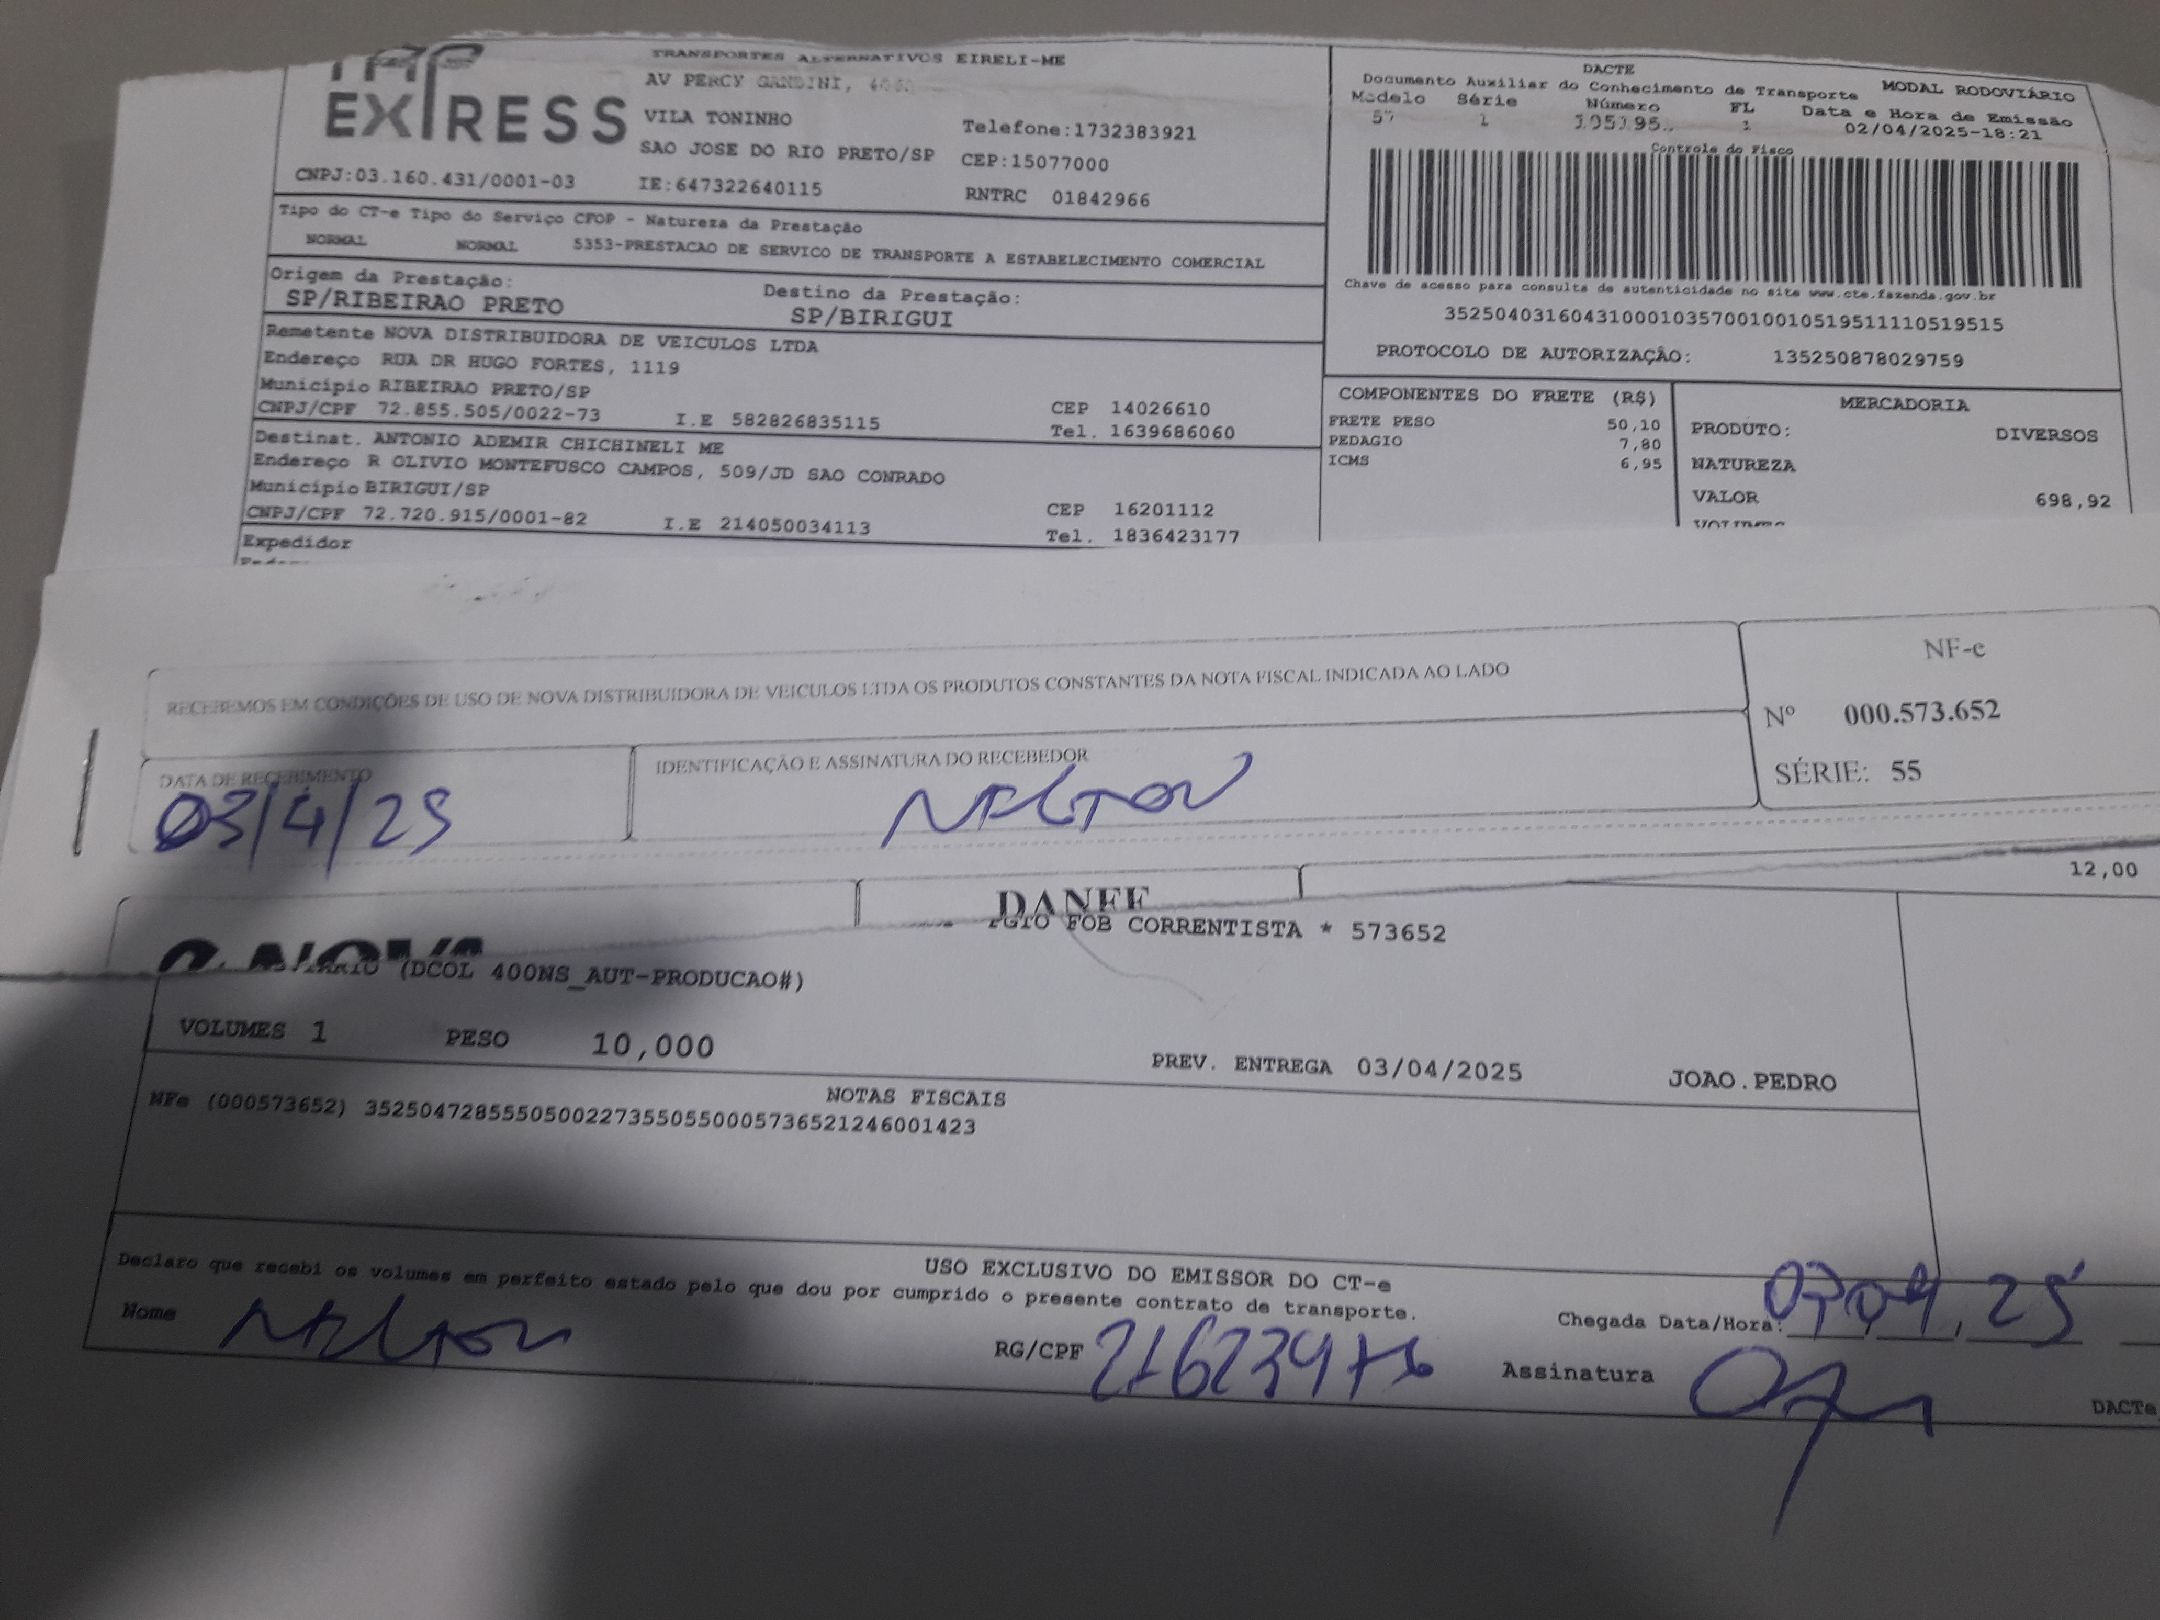 EXPRESS
TRANSPORTES ALTERNATIVOS EIRELI-ME
AV PERCY GANDINI,
VILA TONINHO
Telefone:1732383921
SAO JOSE DO RIO PRETO/SP CEP:15077000
CNPJ:03.160.431/0001-03 IE:647322640115 RNTRC 01842966
DACTE
Documento Auxiliar do Conhecimento de Transporte MODAL RODOVIÁRIO
Modelo Série Número FL Data e Hora de Emissão
57 1 105195 1 02/04/2025-18:21
Controle do Fisco
Chave de acesso para consulta de autenticidade no site www.cte.fazenda.gov.br
35250403160431000103570010010519511110519515
PROTOCOLO DE AUTORIZAÇÃO: 135250878029759
Tipo do CT-e Tipo do Serviço CFOP - Natureza da Prestação
NORMAL NORMAL 5353-PRESTACAO DE SERVICO DE TRANSPORTE A ESTABELECIMENTO COMERCIAL
Origem da Prestação: Destino da Prestação:
SP/RIBEIRAO PRETO SP/BIRIGUI
Remetente NOVA DISTRIBUIDORA DE VEICULOS LTDA
Endereço RUA DR HUGO FORTES, 1119
Município RIBEIRAO PRETO/SP CEP 14026610
CNPJ/CPF 72.855.505/0022-73 I.E 582826835115 Tel. 1639686060
Destinat. ANTONIO ADEMIR CHICHINELI ME
Endereço R OLIVIO MONTEFUSCO CAMPOS, 509/JD SAO CONRADO
Município BIRIGUI/SP CEP 16201112
CNPJ/CPF 72.720.915/0001-82 I.E 214050034113 Tel. 1836423177
Expedidor
COMPONENTES DO FRETE (R$)
FRETE PESO 50,10
PEDAGIO 7,80
ICMS 6,95
MERCADORIA
PRODUTO: DIVERSOS
NATUREZA
VALOR 698,92
RECEBEMOS EM CONDIÇÕES DE USO DE NOVA DISTRIBUIDORA DE VEICULOS LTDA OS PRODUTOS CONSTANTES DA NOTA FISCAL INDICADA AO LADO
NF-e
Nº 000.573.652
SÉRIE: 55
DATA DE RECEBIMENTO
03/4/25
IDENTIFICAÇÃO E ASSINATURA DO RECEBEDOR
NELTON
12,00
DANFE
PGTO FOB CORRENTISTA * 573652
NOVA
(DCOL 400NS_AUT-PRODUCAO#)
VOLUMES 1 PESO 10,000
PREV. ENTREGA 03/04/2025 JOAO.PEDRO
NOTAS FISCAIS
NFe (000573652) 35250472855505002273550550005736521246001423
USO EXCLUSIVO DO EMISSOR DO CT-e
Declaro que recebi os volumes em perfeito estado pelo que dou por cumprido o presente contrato de transporte.
Nome NELTON
RG/CPF
Chegada Data/Hora:
Assinatura
DACTe